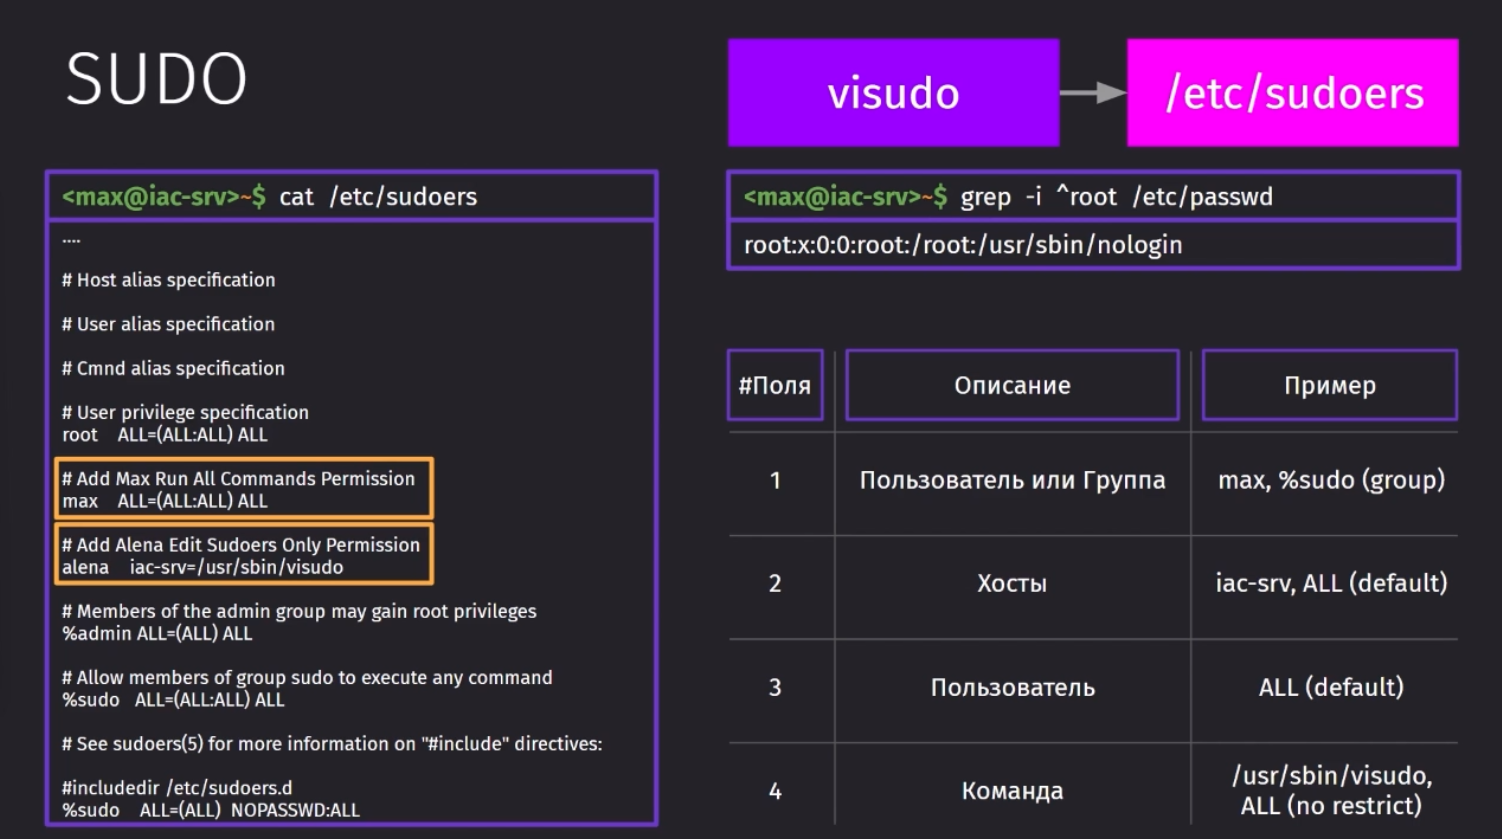 SUDO
visudo
/etc/sudoers
<max@iac-srv>~$ cat /etc/sudoers
....
# Host alias specification
# User alias specification
# Cmnd alias specification
# User privilege specification
root ALL=(ALL:ALL) ALL
# Add Max Run All Commands Permission
max ALL=(ALL:ALL) ALL
# Add Alena Edit Sudoers Only Permission
alena iac-srv=/usr/sbin/visudo
# Members of the admin group may gain root privileges
%admin ALL=(ALL) ALL
# Allow members of group sudo to execute any command
%sudo ALL=(ALL:ALL) ALL
# See sudoers(5) for more information on "#include" directives:
#includedir /etc/sudoers.d
%sudo ALL=(ALL) NOPASSWD:ALL
<max@iac-srv>~$ grep -i ^root /etc/passwd
root:x:0:0:root:/root:/usr/sbin/nologin
#Поля Описание Пример
1 Пользователь или Группа max, %sudo (group)
2 Хосты iac-srv, ALL (default)
3 Пользователь ALL (default)
4 Команда /usr/sbin/visudo,
ALL (no restrict)